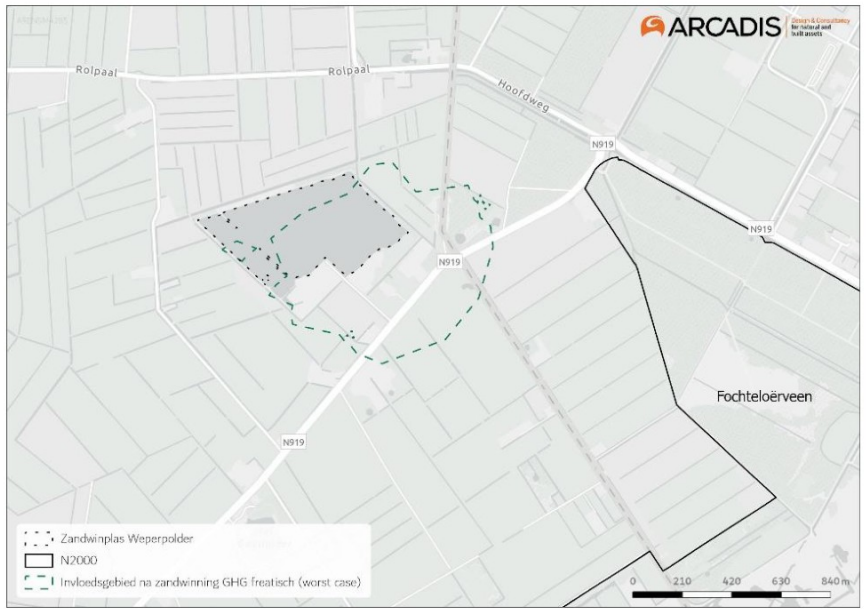 ARCADIS
Design & Consultancy
for natural and
built assets
Rolpaal
Rolpaal
Hoofdweg
N919
N919
N919
Fochteloërveen
N919
Zandwinplas Weperpolder
N2000
Invloedsgebied na zandwinning GHG freatisch (worst case)
0 210 420 630 840 m